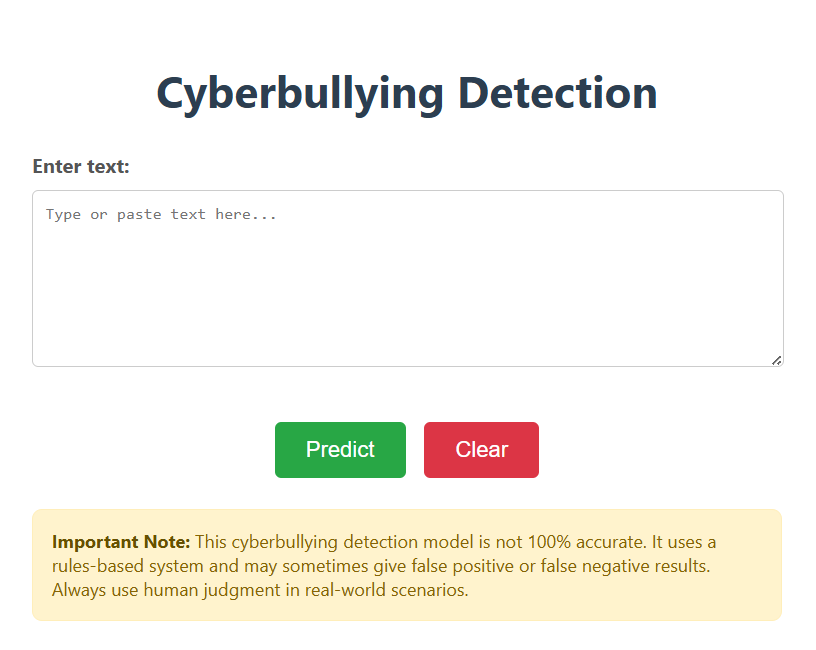 Cyberbullying Detection
Enter text:
Type or paste text here...
Predict
Clear
Important Note: This cyberbullying detection model is not 100% accurate. It uses a
rules-based system and may sometimes give false positive or false negative results.
Always use human judgment in real-world scenarios.